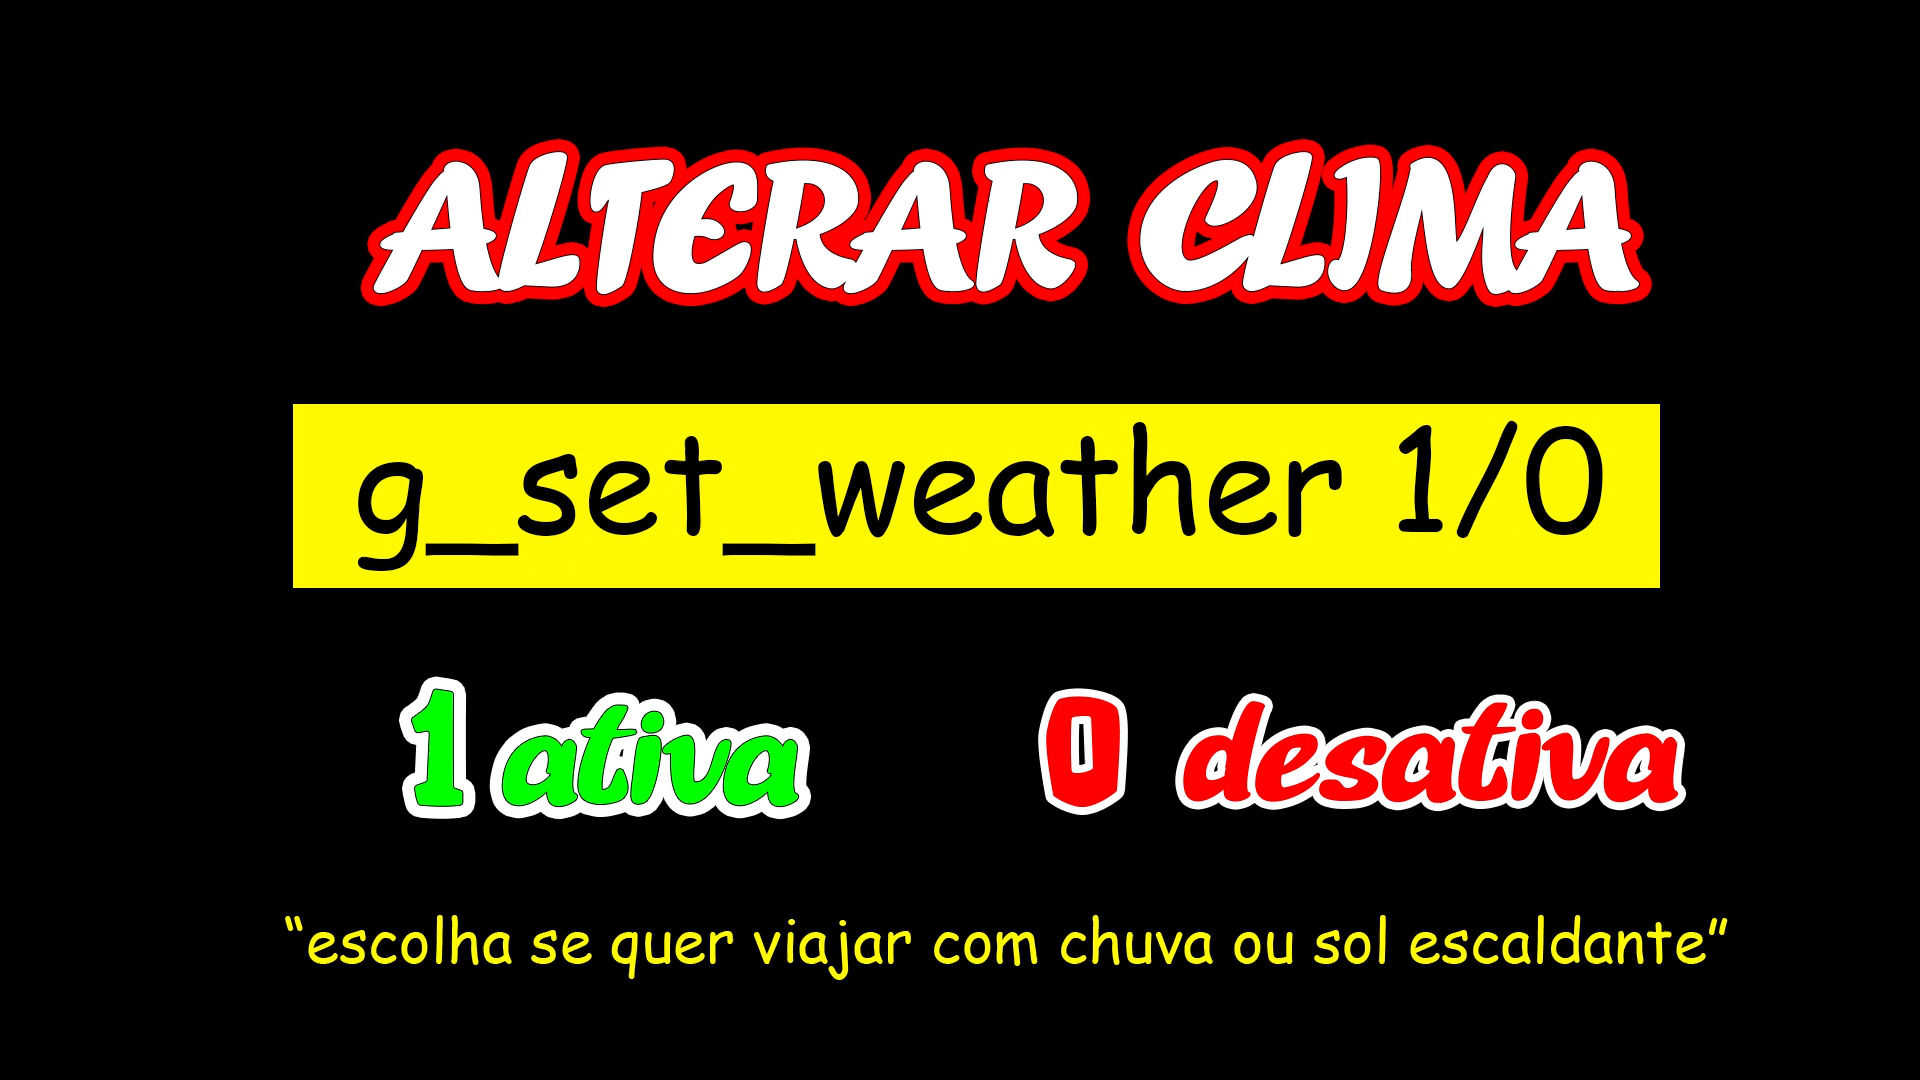 ALTERAR CLIMA
g_set_weather 1/0
1 ativa 0 desativa
“escolha se quer viajar com chuva ou sol escaldante”